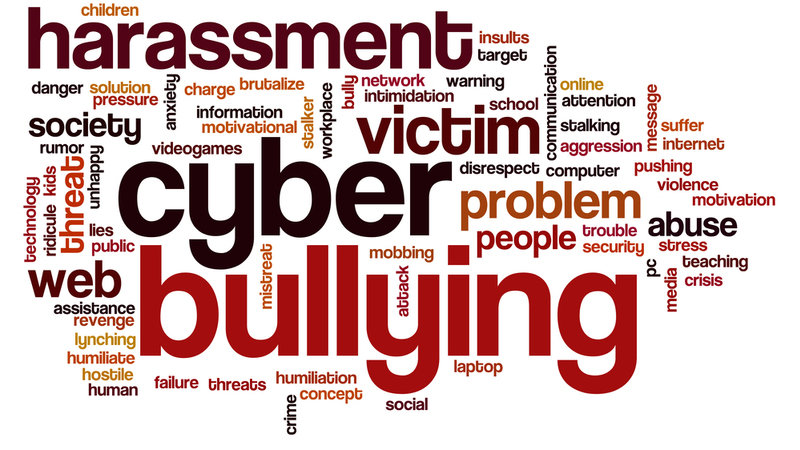 children
harassment
insults
target
danger
solution
pressure
anxiety
charge
brutalize
bully
network
intimidation
warning
communication
online
attention
message
information
motivational
stalker
workplace
school
society
victim
stalking
suffer
aggression
internet
rumor
unhappy
videogames
cyber
disrespect
computer
pushing
violence
motivation
technology
ridicule
kids
threat
lies
public
problem
people
trouble
security
abuse
stress
teaching
web
mistreat
bullying
mobbing
attack
pc
media
crisis
assistance
revenge
lynching
humiliate
hostile
human
failure
threats
humiliation
concept
crime
social
laptop